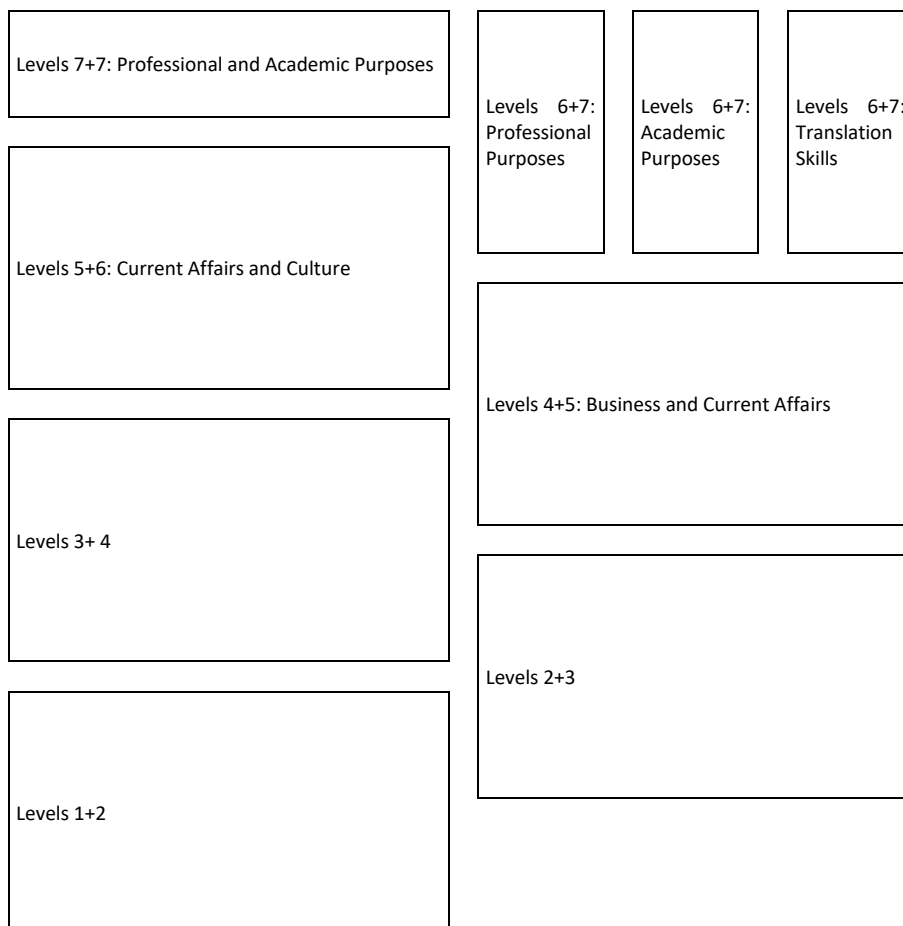 Levels 7+7: Professional and Academic Purposes
Levels 6+7:
Professional
Purposes
Levels 6+7:
Academic
Purposes
Levels 6+7:
Translation
Skills
Levels 5+6: Current Affairs and Culture
Levels 4+5: Business and Current Affairs
Levels 3+ 4
Levels 2+3
Levels 1+2